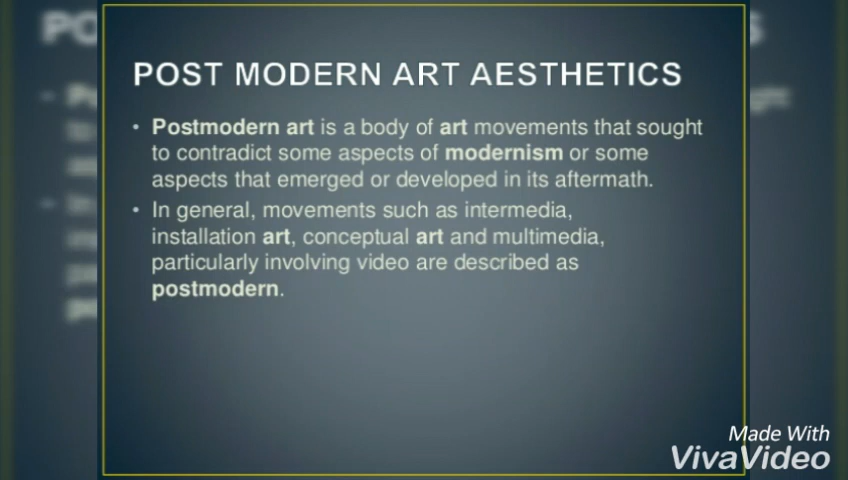 POST MODERN ART AESTHETICS
• Postmodern art is a body of art movements that sought
to contradict some aspects of modernism or some
aspects that emerged or developed in its aftermath.
• In general, movements such as intermedia,
installation art, conceptual art and multimedia,
particularly involving video are described as
postmodern.
Made With
VivaVideo